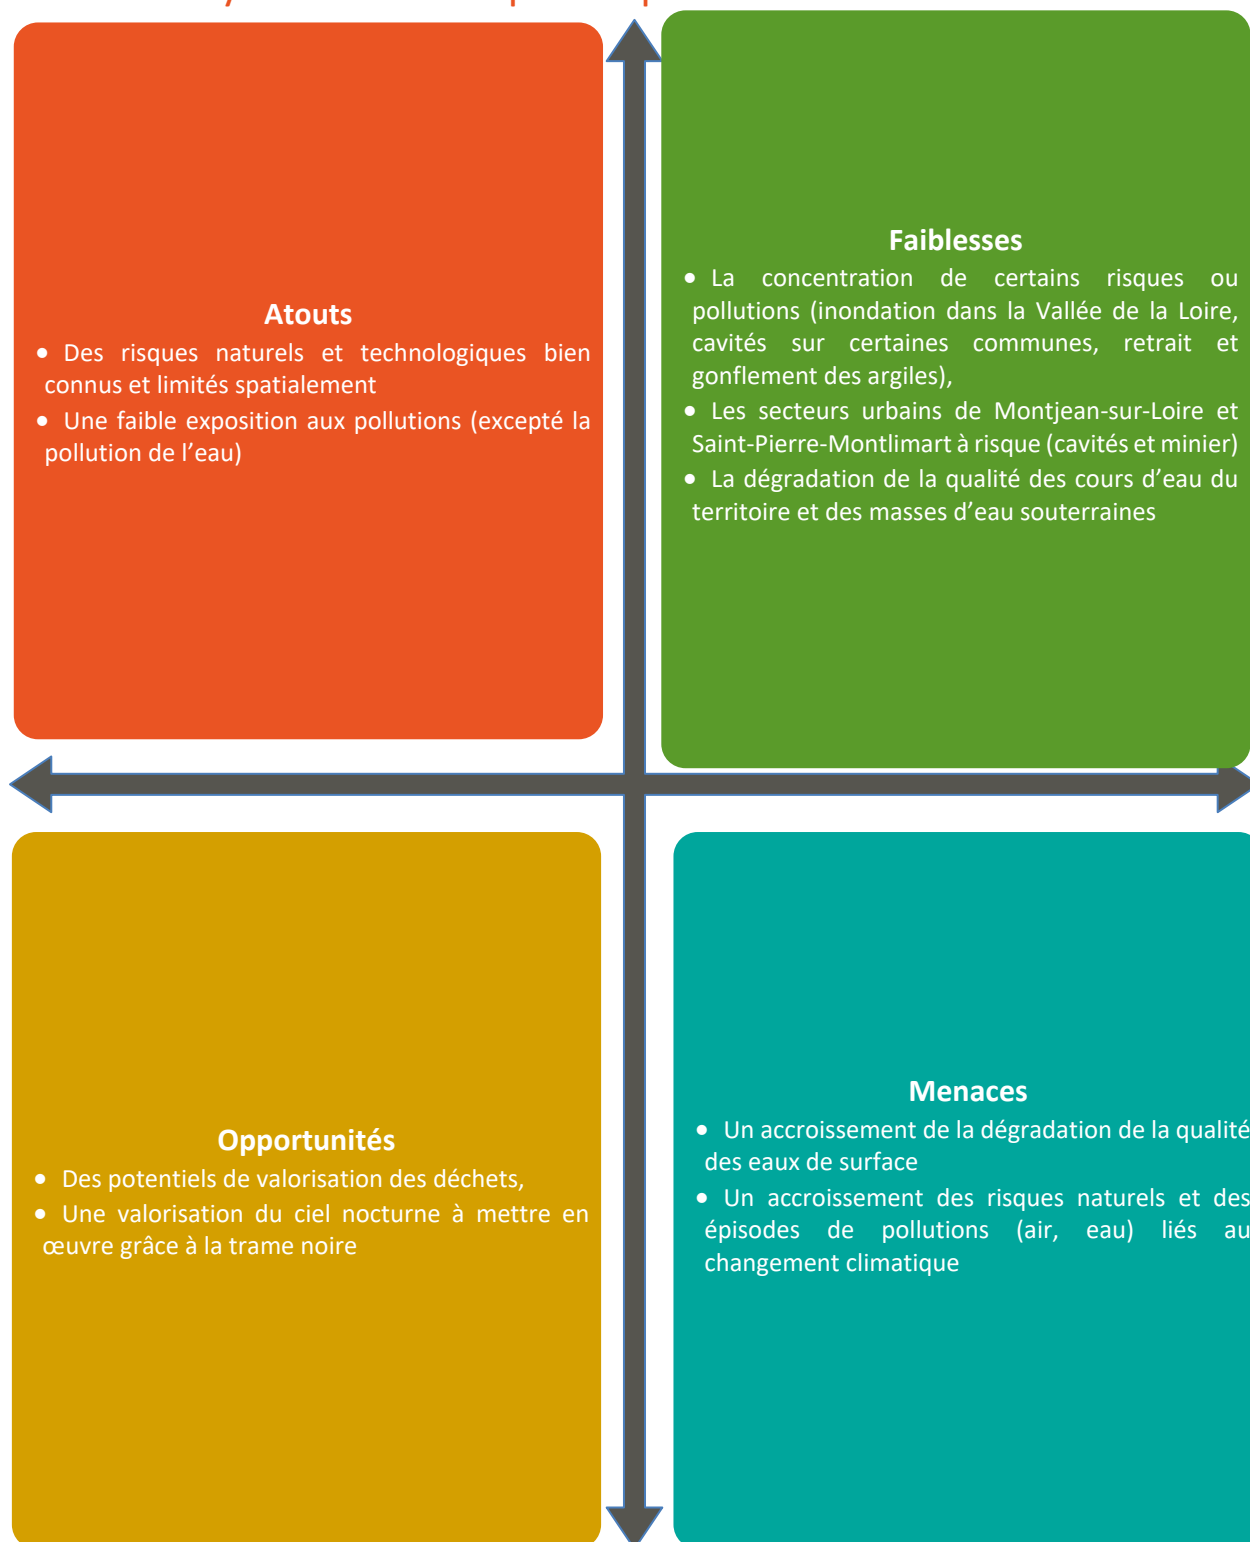 Atouts
• Des risques naturels et technologiques bien
connus et limités spatialement
• Une faible exposition aux pollutions (excepté la
pollution de l’eau)
Faiblesses
• La concentration de certains risques ou
pollutions (inondation dans la Vallée de la Loire,
cavités sur certaines communes, retrait et
gonflement des argiles),
• Les secteurs urbains de Montjean-sur-Loire et
Saint-Pierre-Montlimart à risque (cavités et minier)
• La dégradation de la qualité des cours d’eau du
territoire et des masses d’eau souterraines
Opportunités
• Des potentiels de valorisation des déchets,
• Une valorisation du ciel nocturne à mettre en
œuvre grâce à la trame noire
Menaces
• Un accroissement de la dégradation de la qualité
des eaux de surface
• Un accroissement des risques naturels et des
épisodes de pollutions (air, eau) liés au
changement climatique